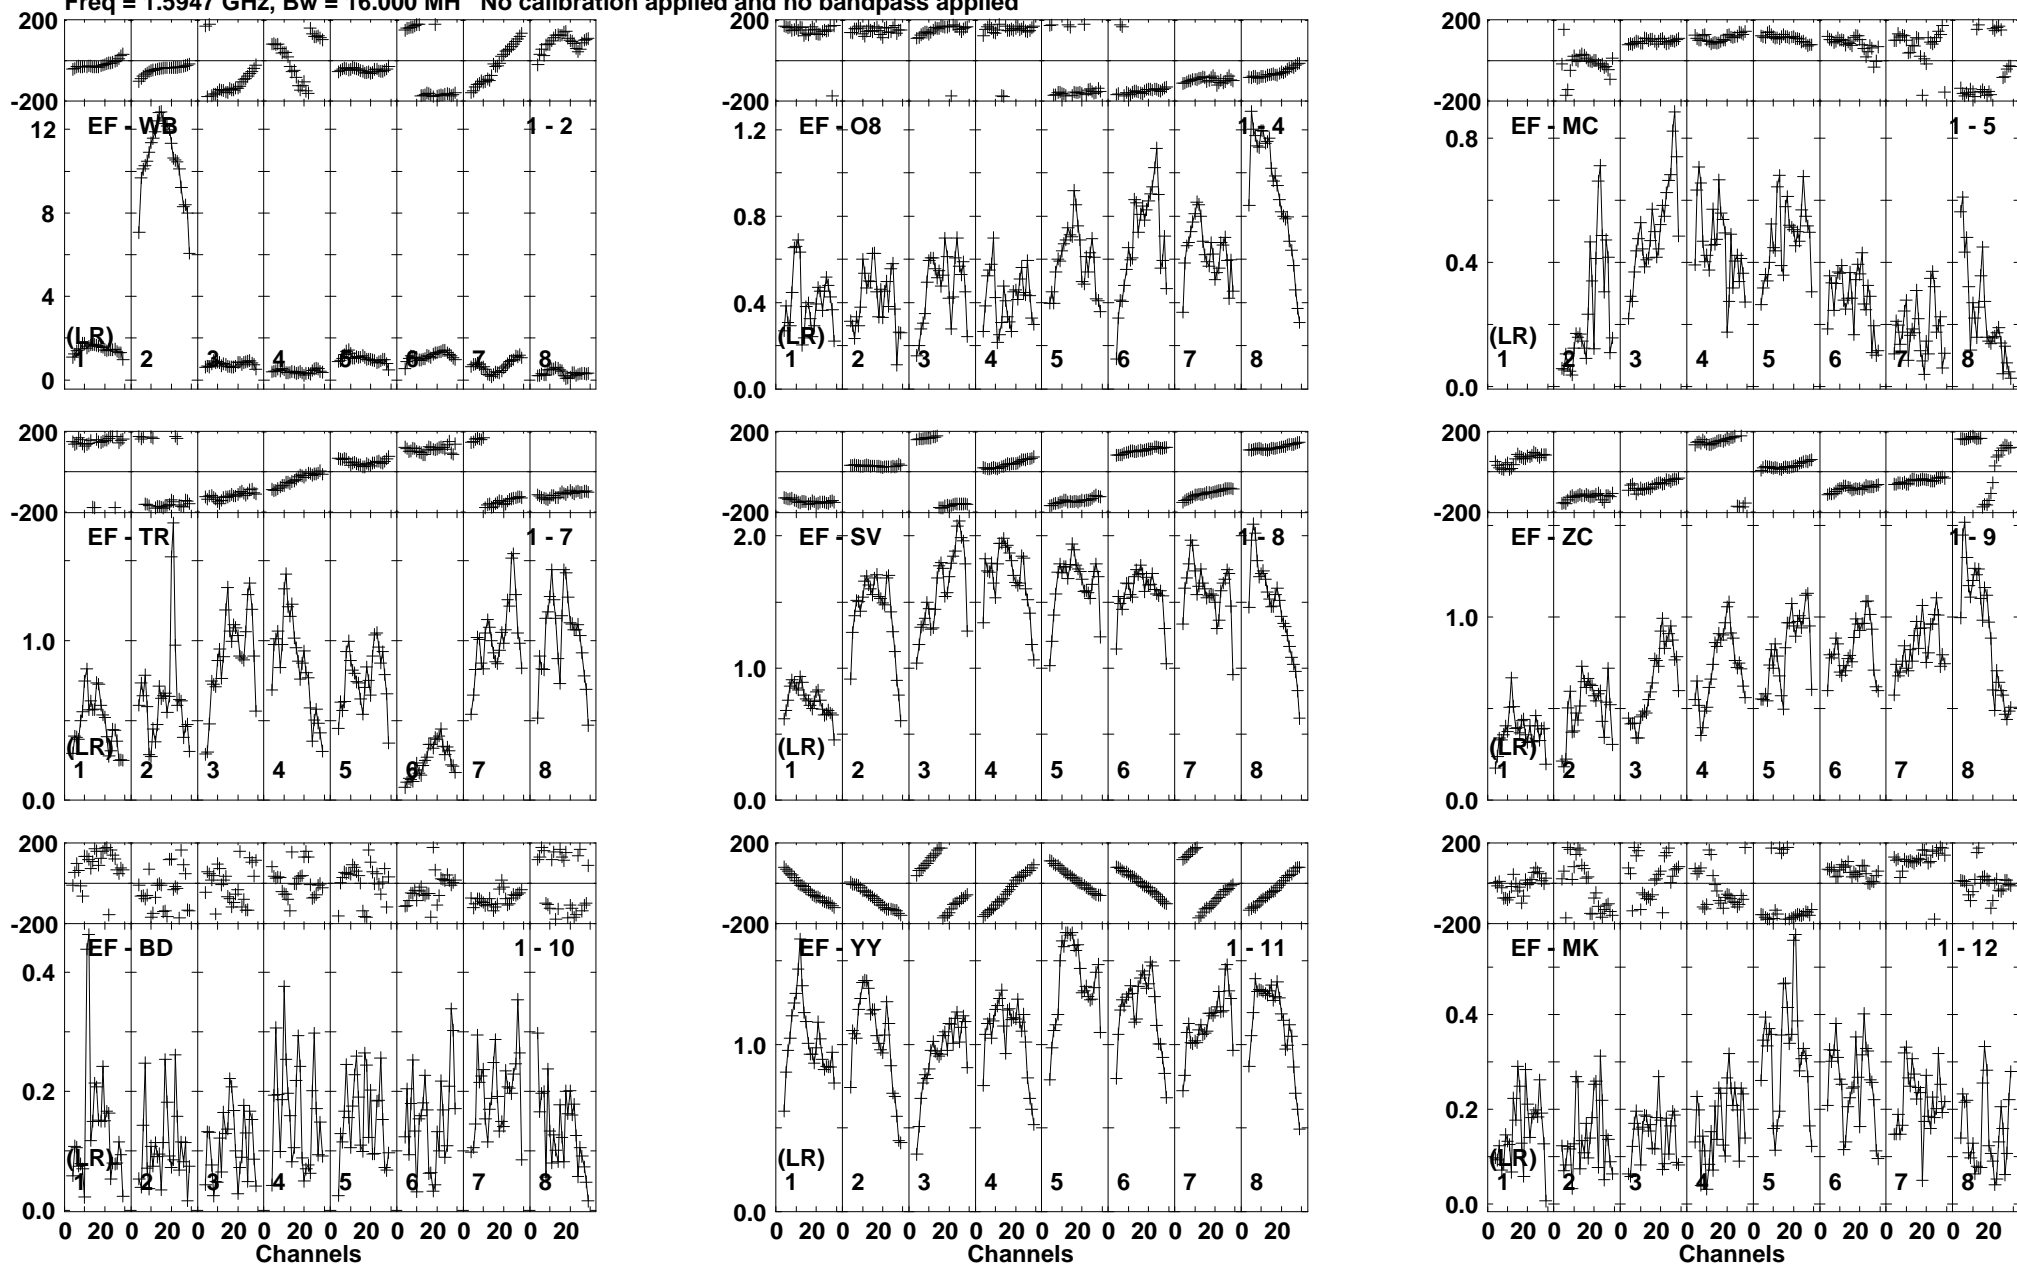 Freq = 1.5947 GHz, Bw = 16.000 MH No calibration applied and no bandpass applied
200
-200
12
8
4
0
EF - WB 1 - 2
(LR)
1 2 3 4 5 6 7 8
200
-200
1.2
0.8
0.4
0.0
EF - O8 1 - 4
(LR)
1 2 3 4 5 6 7 8
200
-200
0.8
0.4
0.0
EF - MC 1 - 5
(LR)
1 2 3 4 5 6 7 8
200
-200
1.0
0.0
EF - TR 1 - 7
(LR)
1 2 3 4 5 6 7 8
200
-200
2.0
1.0
0.0
EF - SV 1 - 8
(LR)
1 2 3 4 5 6 7 8
200
-200
1.0
0.0
EF - ZC 1 - 9
(LR)
1 2 3 4 5 6 7 8
200
-200
0.4
0.2
0.0
EF - BD 1 - 10
(LR)
1 2 3 4 5 6 7 8
0 20 0 20 0 20 0 20 0 20 0 20 0 20 0 20
Channels
200
-200
1.0
0.0
EF - YY 1 - 11
(LR)
1 2 3 4 5 6 7 8
0 20 0 20 0 20 0 20 0 20 0 20 0 20 0 20
Channels
200
-200
0.4
0.2
0.0
EF - MK 1 - 12
(LR)
1 2 3 4 5 6 7 8
0 20 0 20 0 20 0 20 0 20 0 20 0 20 0 20
Channels